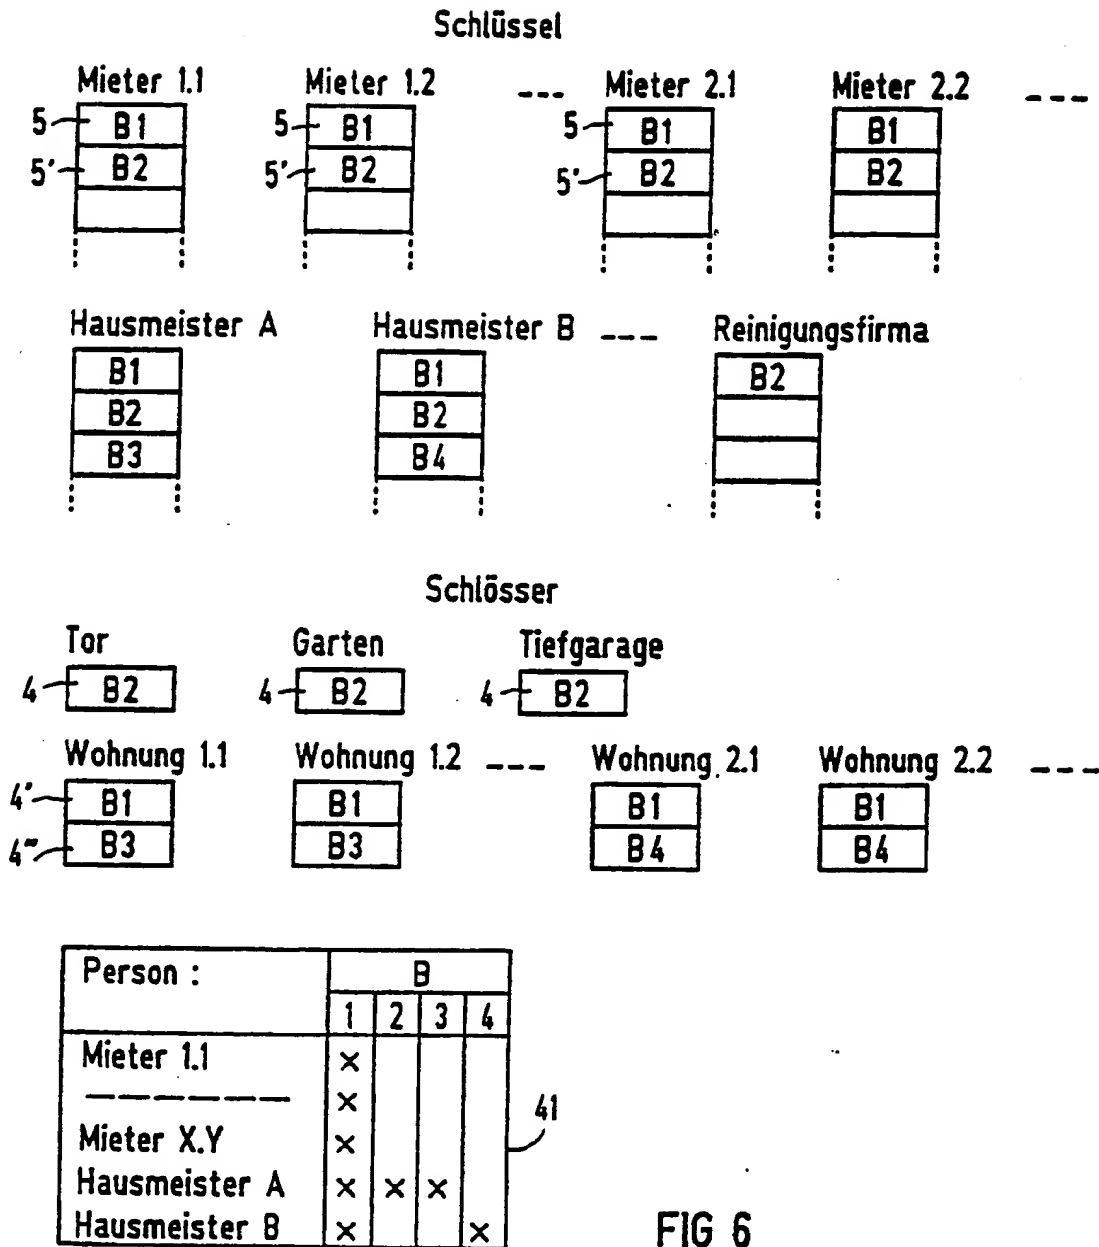 Schlüssel
Mieter 1.1 Mieter 1.2 --- Mieter 2.1 Mieter 2.2 ---
5 B1 5 B1 5 B1 B1
5' B2 5' B2 5' B2 B2
Hausmeister A Hausmeister B --- Reinigungsfirma
B1 B1 B2
B2 B2
B3 B4
Schlösser
Tor Garten Tiefgarage
4 B2 4 B2 4 B2
Wohnung 1.1 Wohnung 1.2 --- Wohnung 2.1 Wohnung 2.2 ---
B1 B1 B1 B1
B3 B3 B4 B4
Person : B
1 2 3 4
Mieter 1.1 ×
------- ×
Mieter X.Y × 41
Hausmeister A × × ×
Hausmeister B × ×
FIG 6